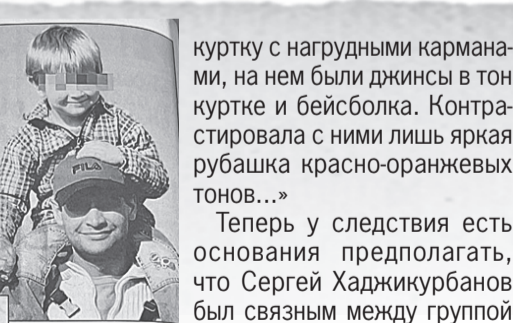 FILA
куртку с нагрудными кармана-
ми, на нем были джинсы в тон
куртке и бейсболка. Контра-
стировала с ними лишь яркая
рубашка красно-оранжевых
тонов...»
Теперь у следствия есть
основания предполагать,
что Сергей Хаджикурбанов
был связным между группой